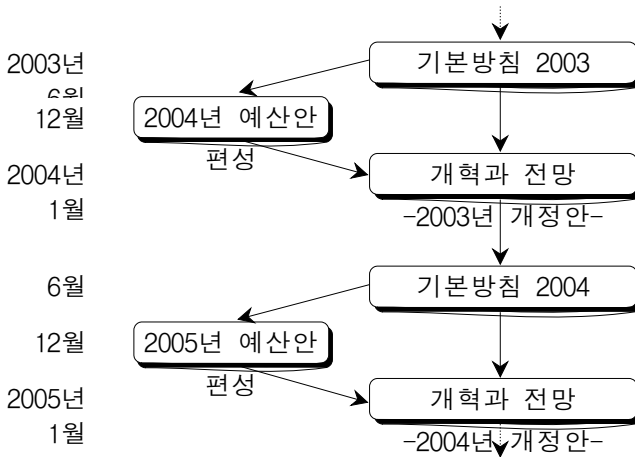 2003년
기본방침 2003
6월
12월
2004년 예산안
편성
2004년
개혁과 전망
1월
-2003년 개정안-
6월
기본방침 2004
12월
2005년 예산안
편성
2005년
개혁과 전망
1월
-2004년 개정안-